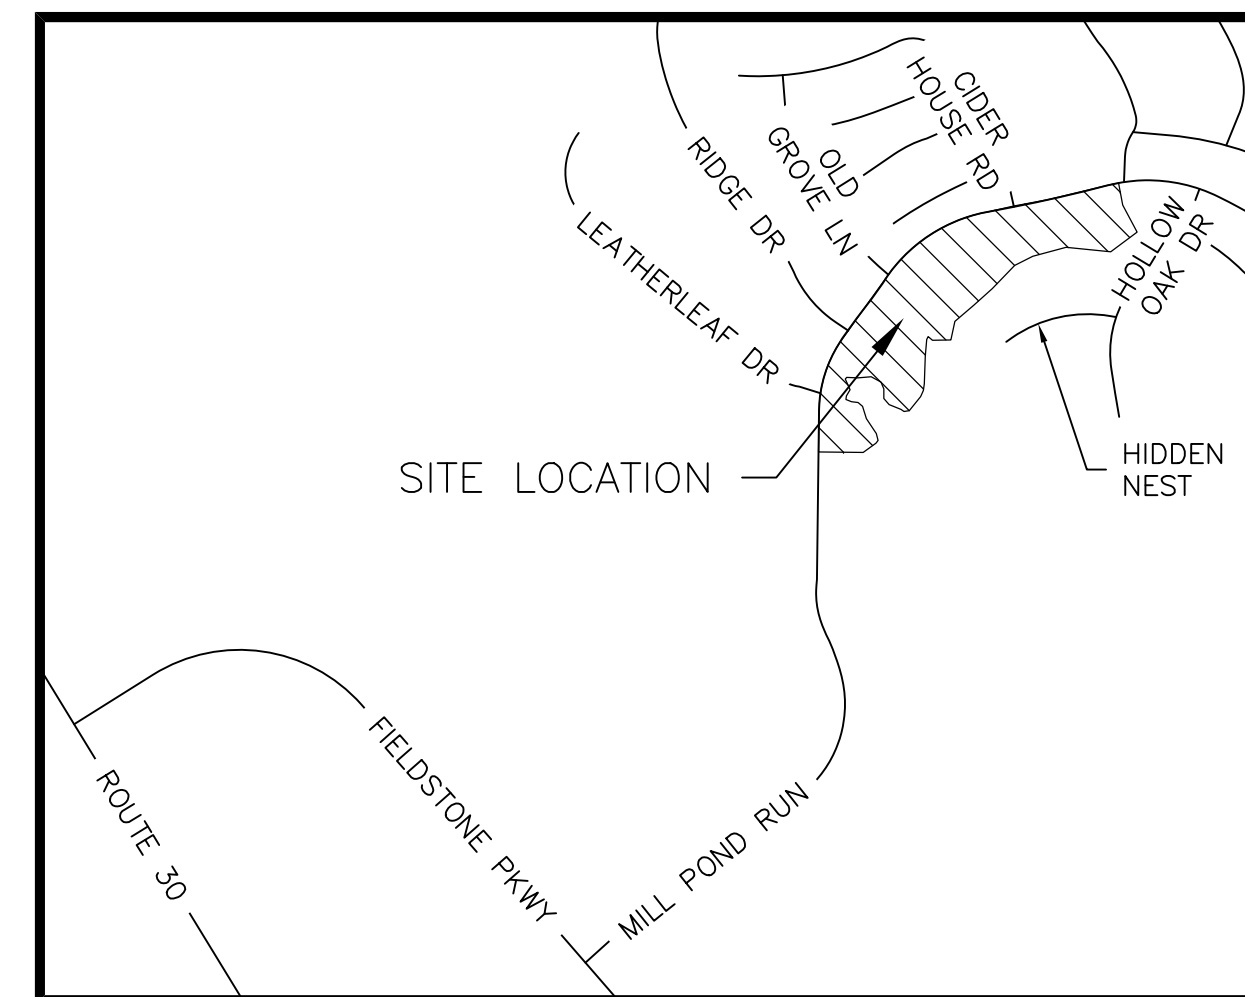 CIDER
HOUSE RD
OLD
GROVE LN
RIDGE DR
LEATHERLEAF DR
HOLLOW
OAK DR
SITE LOCATION
HIDDEN
NEST
FIELDSTONE PKWY
ROUTE 30
MILL POND RUN